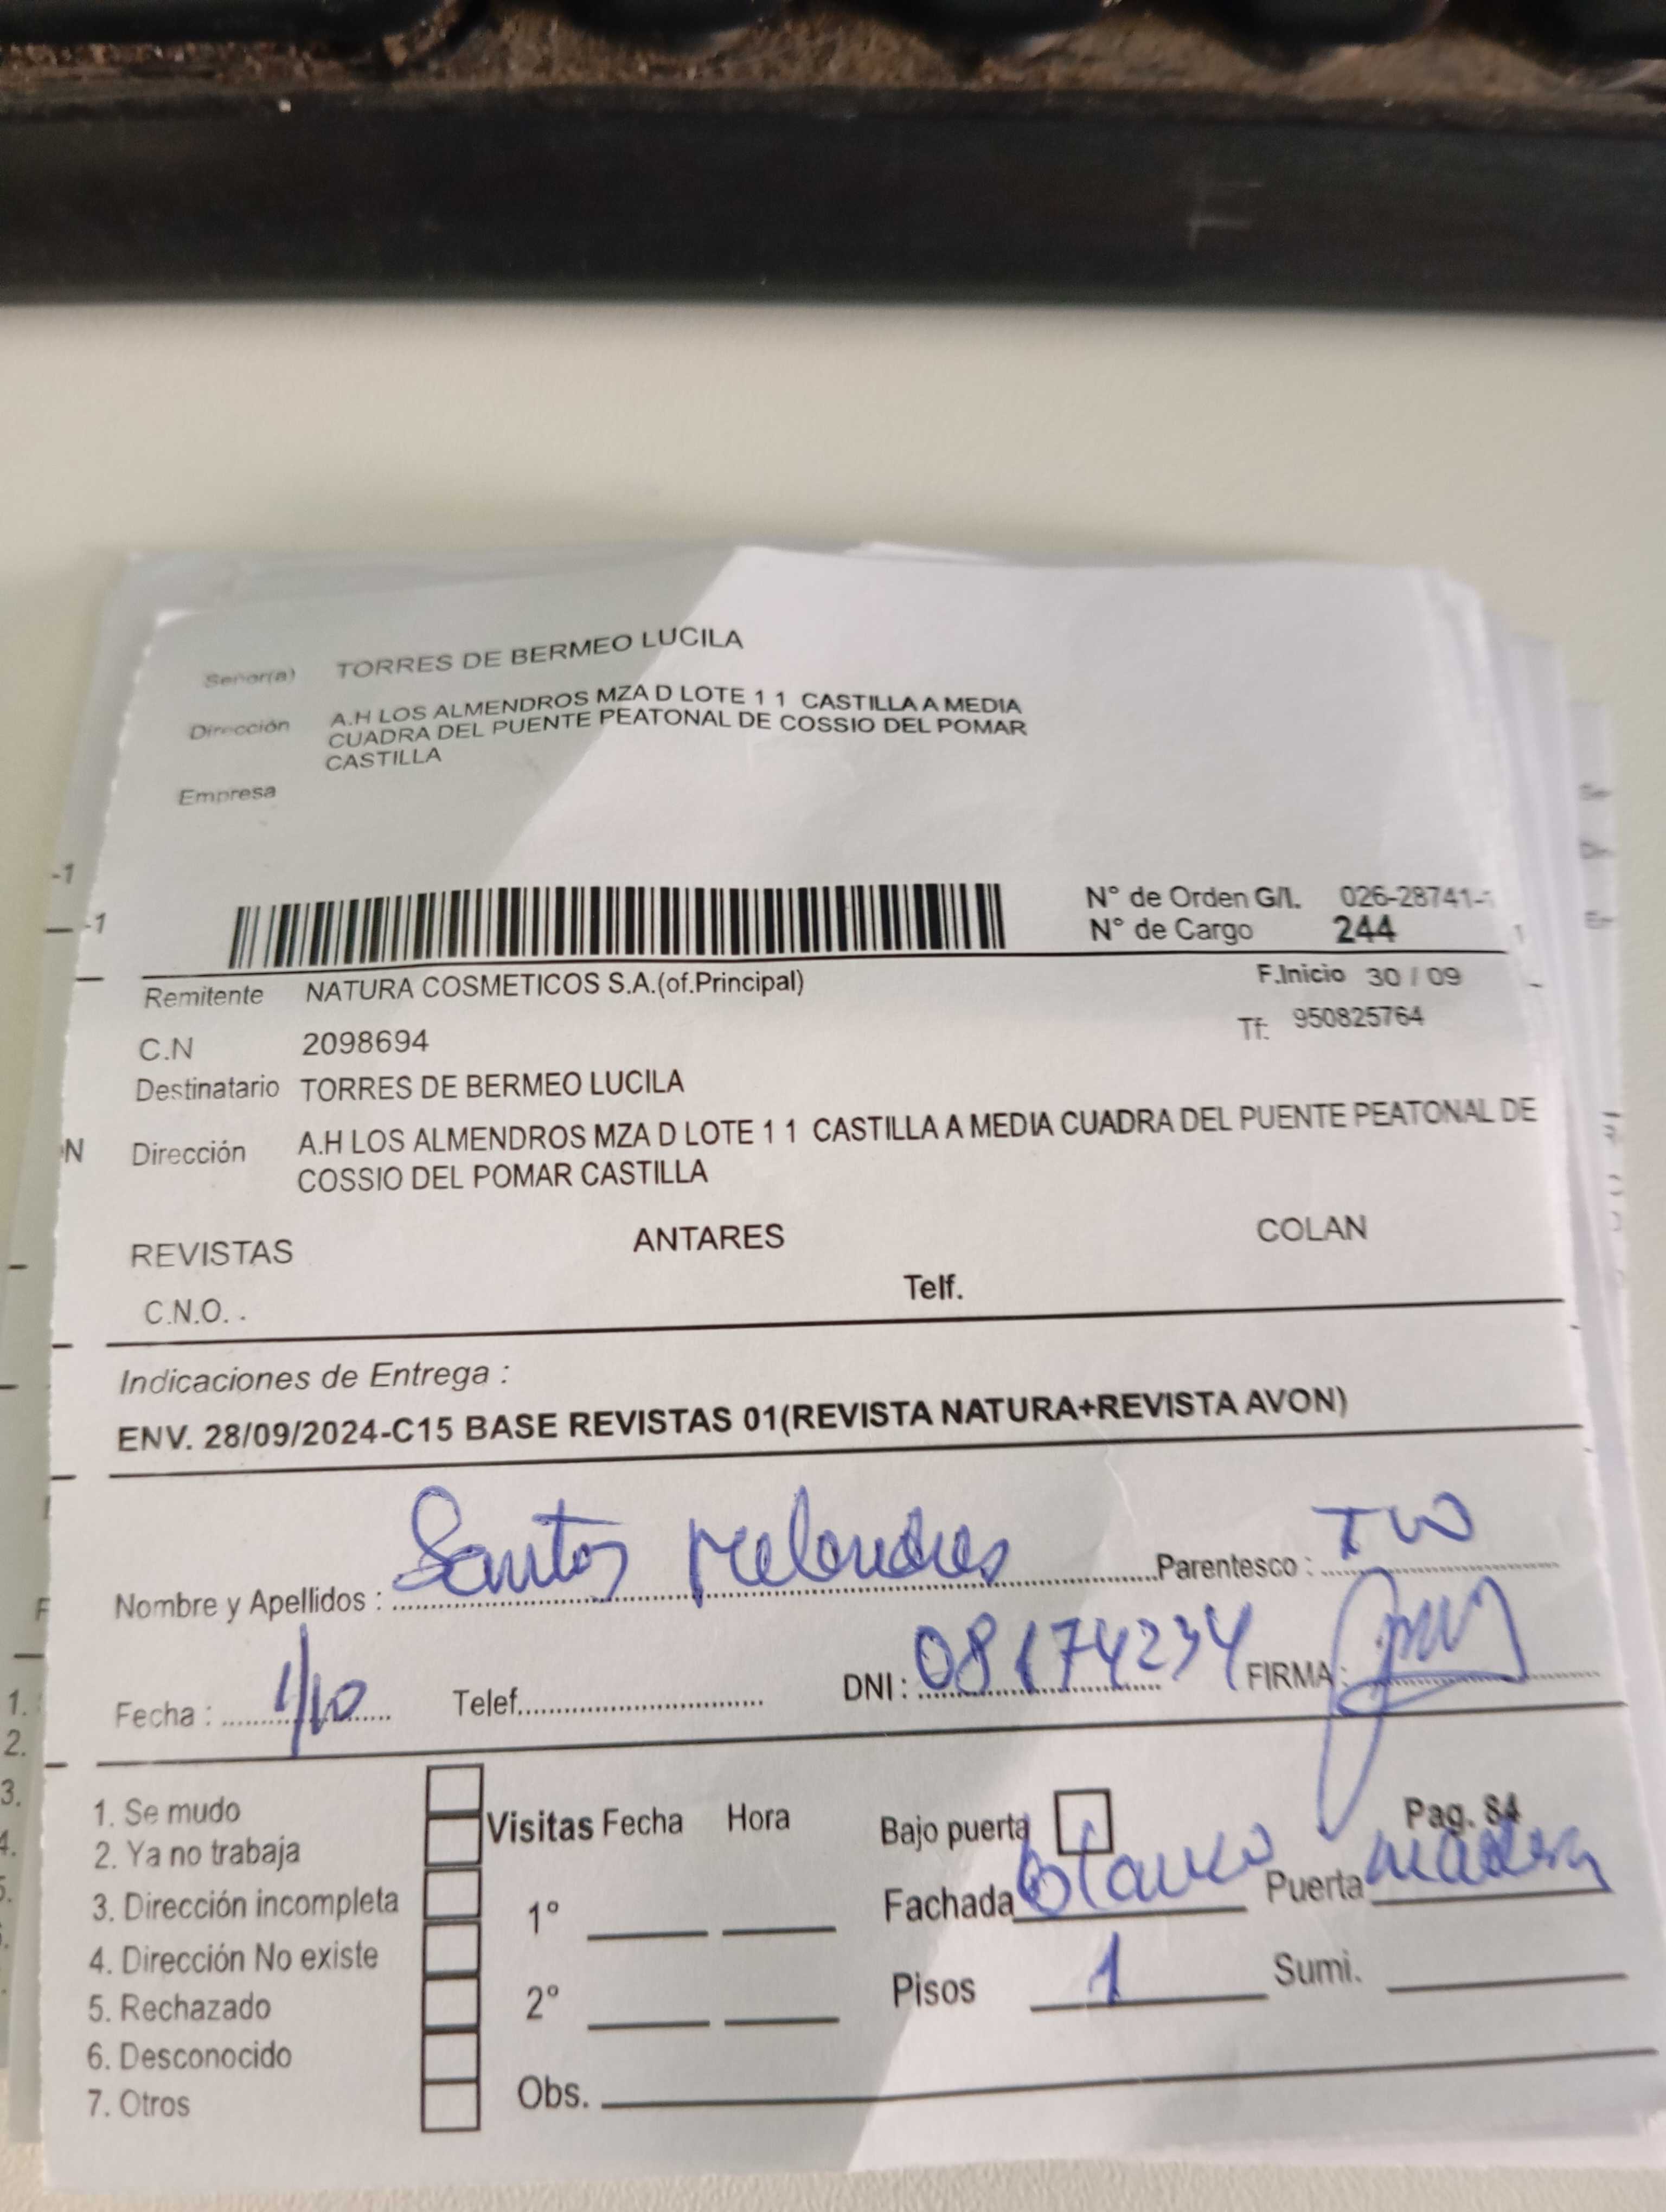 Señor(a) TORRES DE BERMEO LUCILA
Dirección A.H LOS ALMENDROS MZA D LOTE 1 1 CASTILLA A MEDIA
CUADRA DEL PUENTE PEATONAL DE COSSIO DEL POMAR
CASTILLA
Empresa
N° de Orden G/I. 026-28741-
N° de Cargo 244
Remitente NATURA COSMETICOS S.A.(of.Principal) F.Inicio 30 / 09
C.N 2098694 Tf: 950825764
Destinatario TORRES DE BERMEO LUCILA
Dirección A.H LOS ALMENDROS MZA D LOTE 1 1 CASTILLA A MEDIA CUADRA DEL PUENTE PEATONAL DE
COSSIO DEL POMAR CASTILLA
REVISTAS ANTARES COLAN
C.N.O. . Telf.
Indicaciones de Entrega :
ENV. 28/09/2024-C15 BASE REVISTAS 01(REVISTA NATURA+REVISTA AVON)
Nombre y Apellidos : Santos Melendres Parentesco :
Fecha : 1/10 Telef. DNI : 08174234 FIRMA :
1. Se mudo
2. Ya no trabaja
3. Dirección incompleta
4. Dirección No existe
5. Rechazado
6. Desconocido
7. Otros
Visitas Fecha Hora
1°
2°
Obs.
Bajo puerta Pag. 84
Fachada blanco Puerta madera
Pisos 1 Sumi.